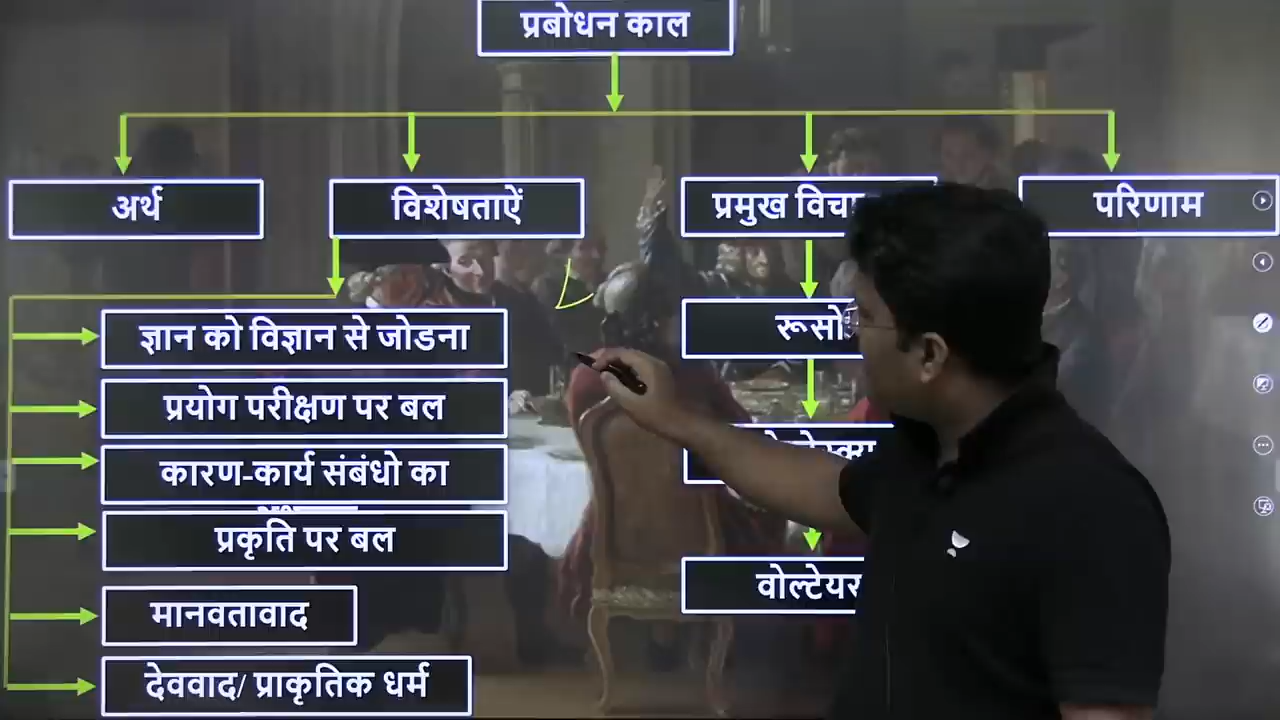 प्रबोधन काल
अर्थ
विशेषताऐं
प्रमुख
परिणाम
ज्ञान को विज्ञान से जोडना
प्रयोग परीक्षण पर बल
कारण-कार्य संबंधो का
प्रकृति पर बल
मानवतावाद
देववाद/ प्राकृतिक धर्म
रूसो
वोल्टेयर